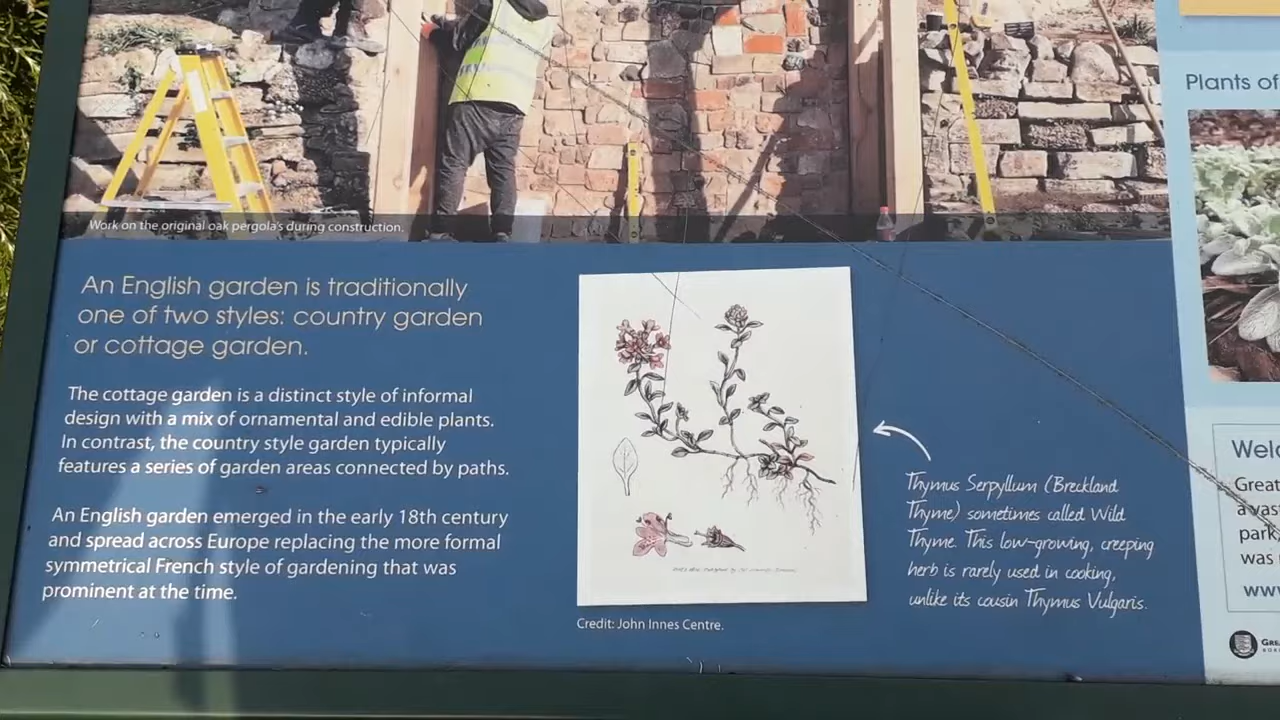 Work on the original oak pergola's during construction.
An English garden is traditionally
one of two styles: country garden
or cottage garden.
The cottage garden is a distinct style of informal
design with a mix of ornamental and edible plants.
In contrast, the country style garden typically
features a series of garden areas connected by paths.
An English garden emerged in the early 18th century
and spread across Europe replacing the more formal
symmetrical French style of gardening that was
prominent at the time.
Credit: John Innes Centre.
Thymus Serpyllum (Breckland
Thyme) sometimes called Wild
Thyme. This low-growing, creeping
herb is rarely used in cooking,
unlike its cousin Thymus Vulgaris.
Plants of
Great
a vas
park,
was